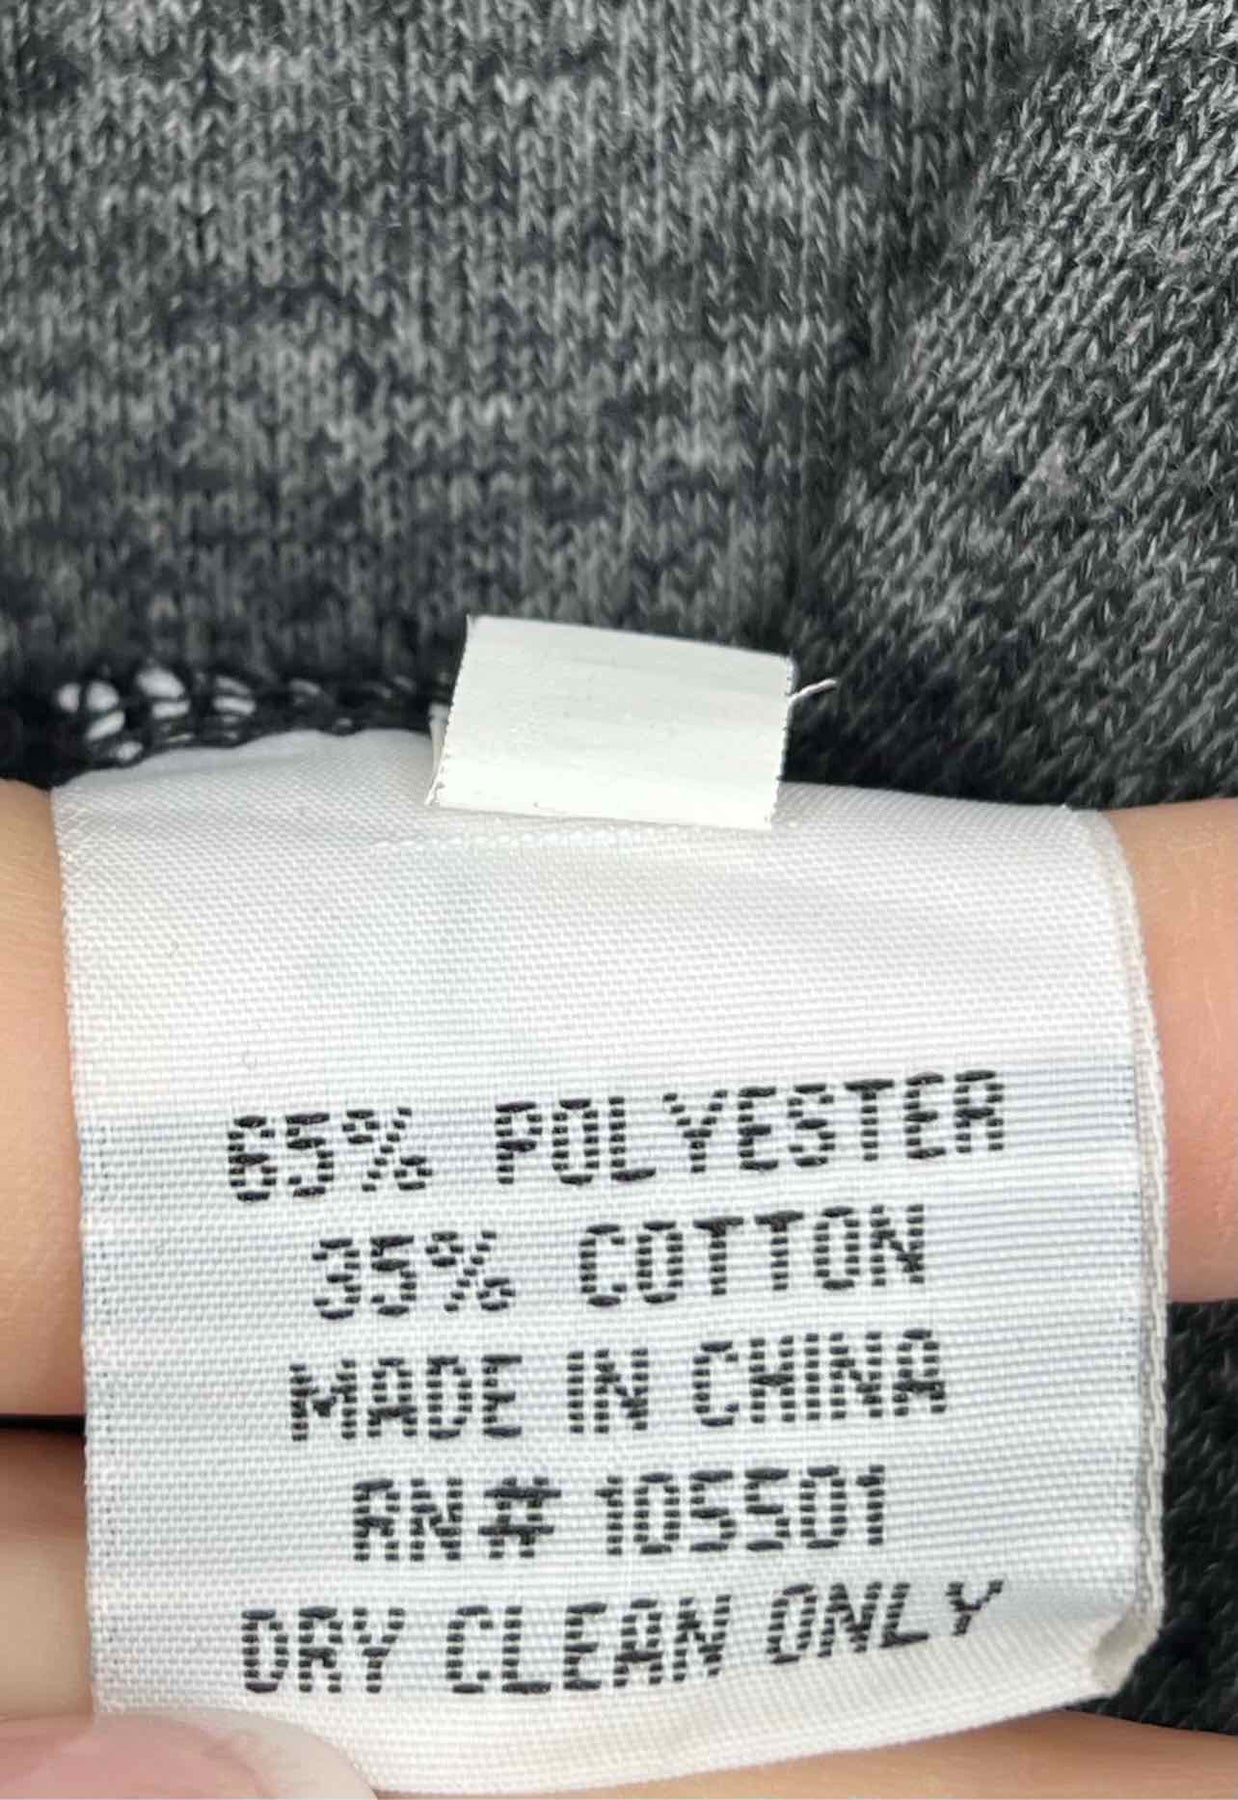 65% POLYESTER
35% COTTON
MADE IN CHINA
RN# 105501
DRY CLEAN ONLY